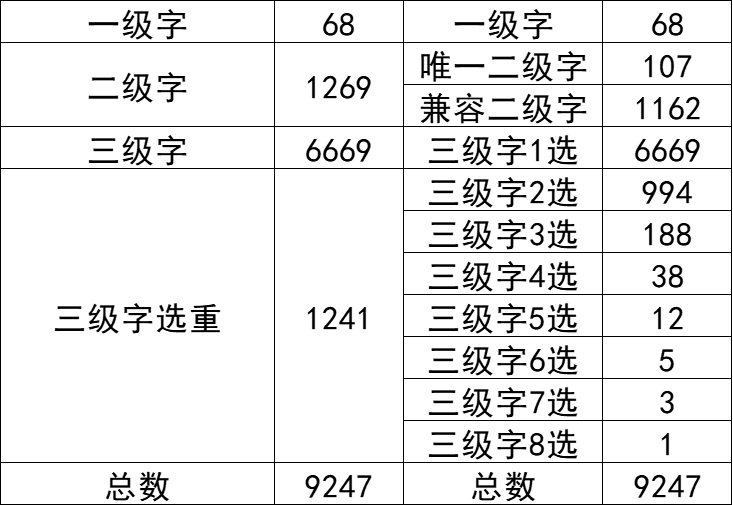 一级字 68 一级字 68
二级字 1269 唯一二级字 107
兼容二级字 1162
三级字 6669 三级字1选 6669
三级字选重 1241 三级字2选 994
三级字3选 188
三级字4选 38
三级字5选 12
三级字6选 5
三级字7选 3
三级字8选 1
总数 9247 总数 9247